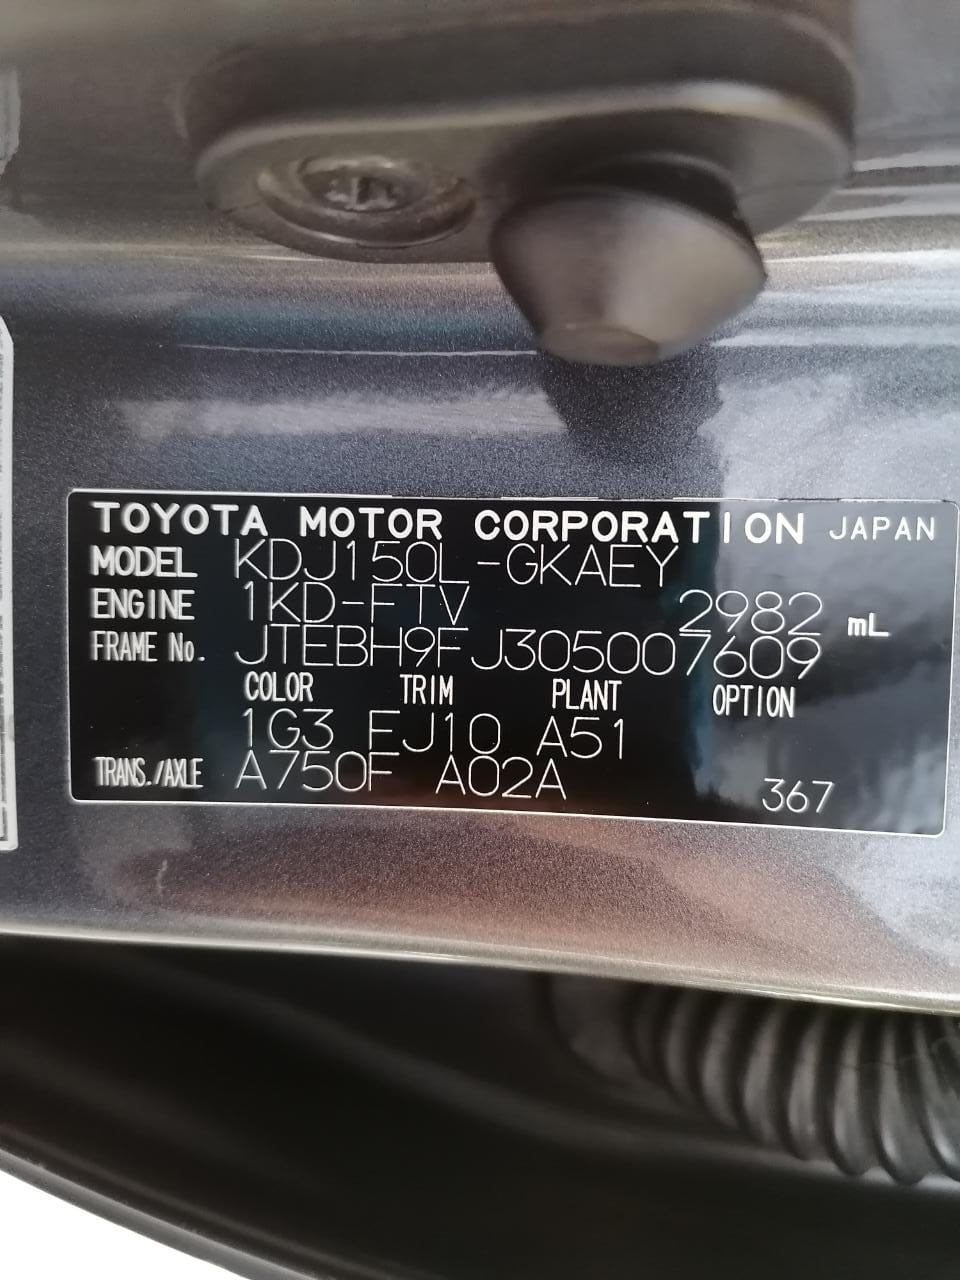 TOYOTA MOTOR CORPORATION JAPAN
MODEL KDJ150L-GKAEY
ENGINE 1KD-FTV 2982 mL
FRAME No. JTEBH9FJ305007609
COLOR TRIM PLANT OPTION
1G3 FJ10 A51
TRANS./AXLE A750F A02A 367